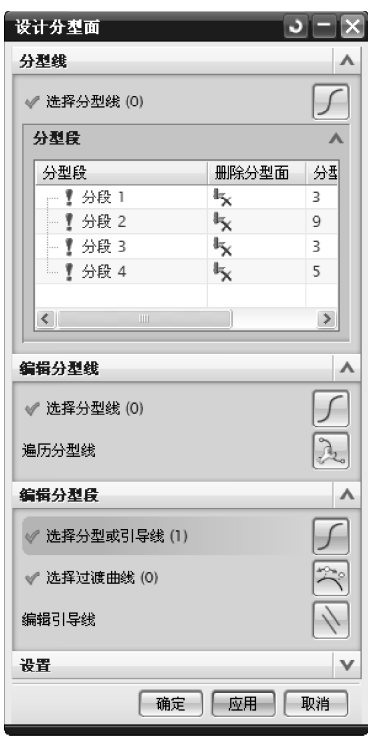 设计分型面
分型线
选择分型线 (0)
分型段
分型段 删除分型面 分型
分段 1 3
分段 2 9
分段 3 3
分段 4 5
编辑分型线
选择分型线 (0)
遍历分型线
编辑分型段
选择分型或引导线 (1)
选择过渡曲线 (0)
编辑引导线
设置
确定 应用 取消